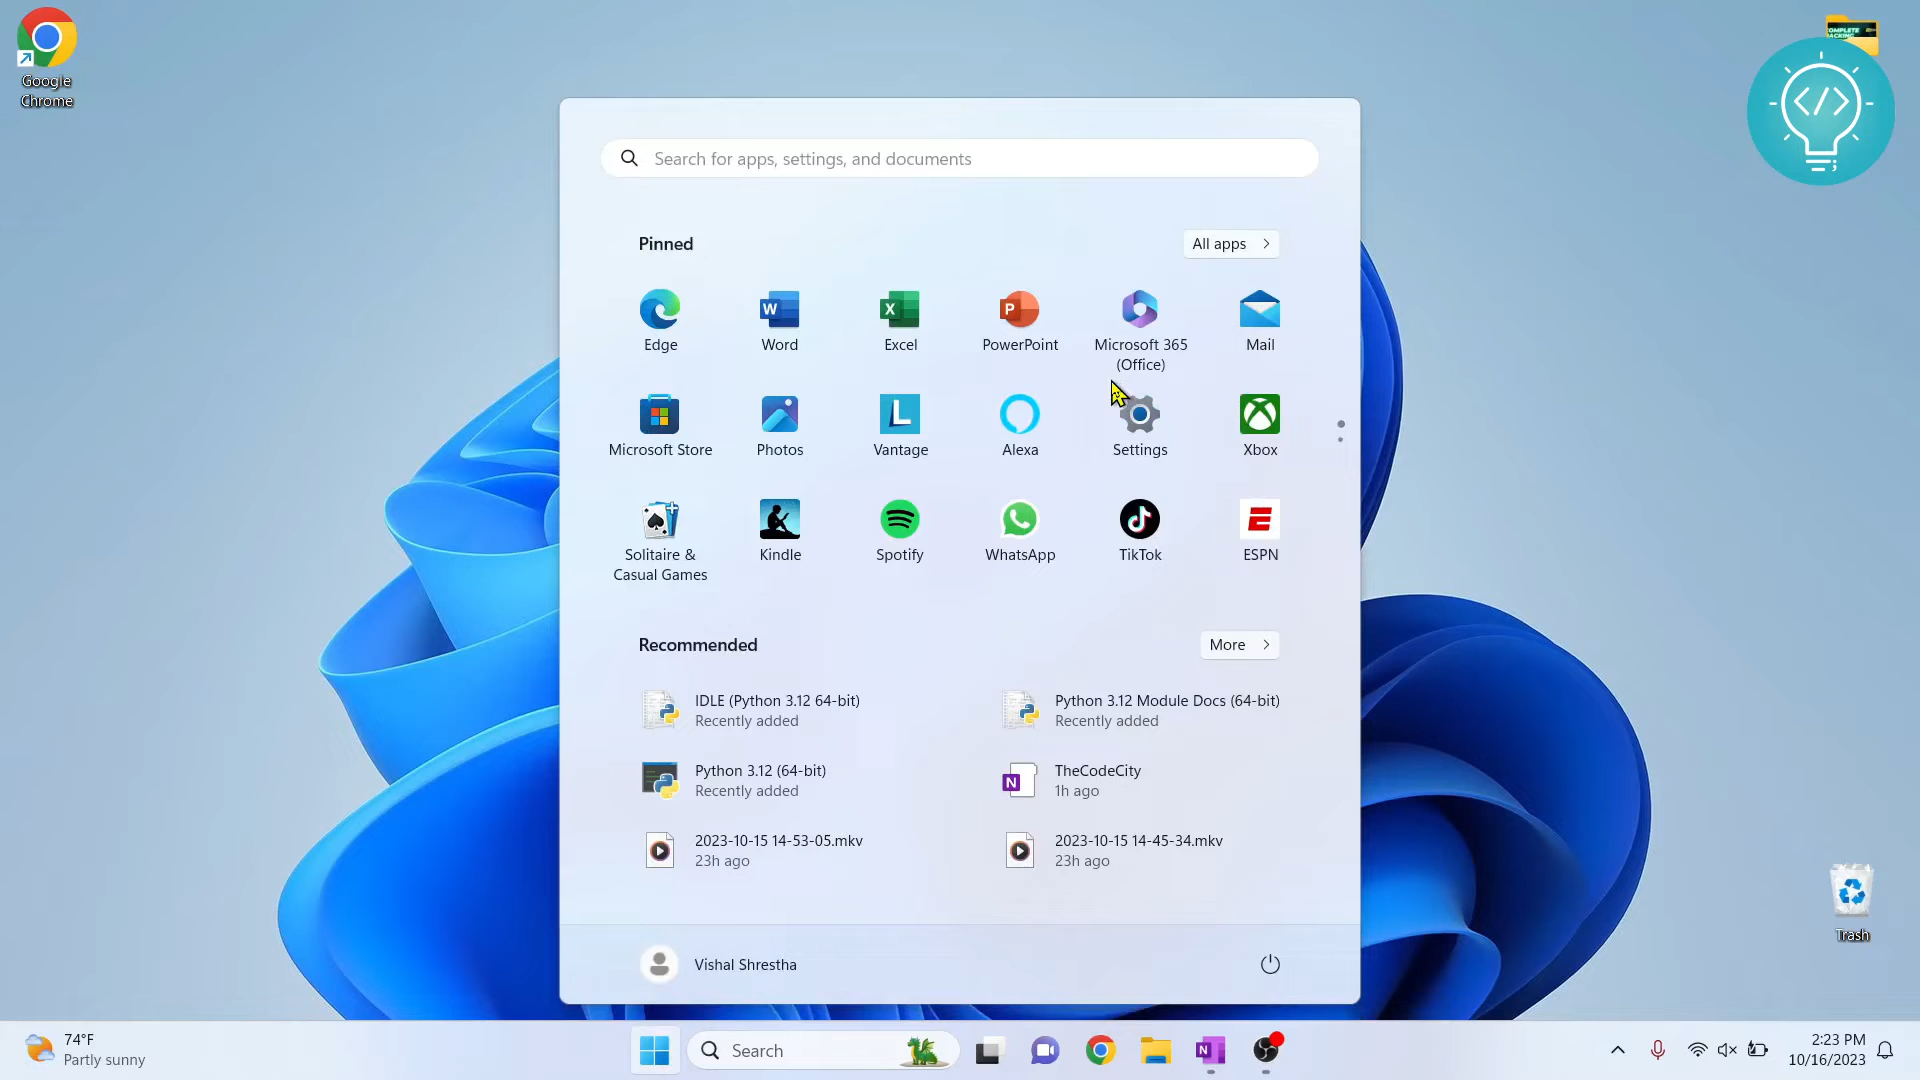 Google
Chrome
COMPLETE
</>
Search for apps, settings, and documents
Pinned
All apps
Edge
Word
Excel
PowerPoint
Microsoft 365
(Office)
Mail
Microsoft Store
Photos
Vantage
Alexa
Settings
Xbox
Solitaire &
Casual Games
Kindle
Spotify
WhatsApp
TikTok
ESPN
Recommended
More
IDLE (Python 3.12 64-bit)
Recently added
Python 3.12 Module Docs (64-bit)
Recently added
Python 3.12 (64-bit)
Recently added
TheCodeCity
1h ago
2023-10-15 14-53-05.mkv
23h ago
2023-10-15 14-45-34.mkv
23h ago
Vishal Shrestha
Trash
74°F
Partly sunny
Search
2:23 PM
10/16/2023